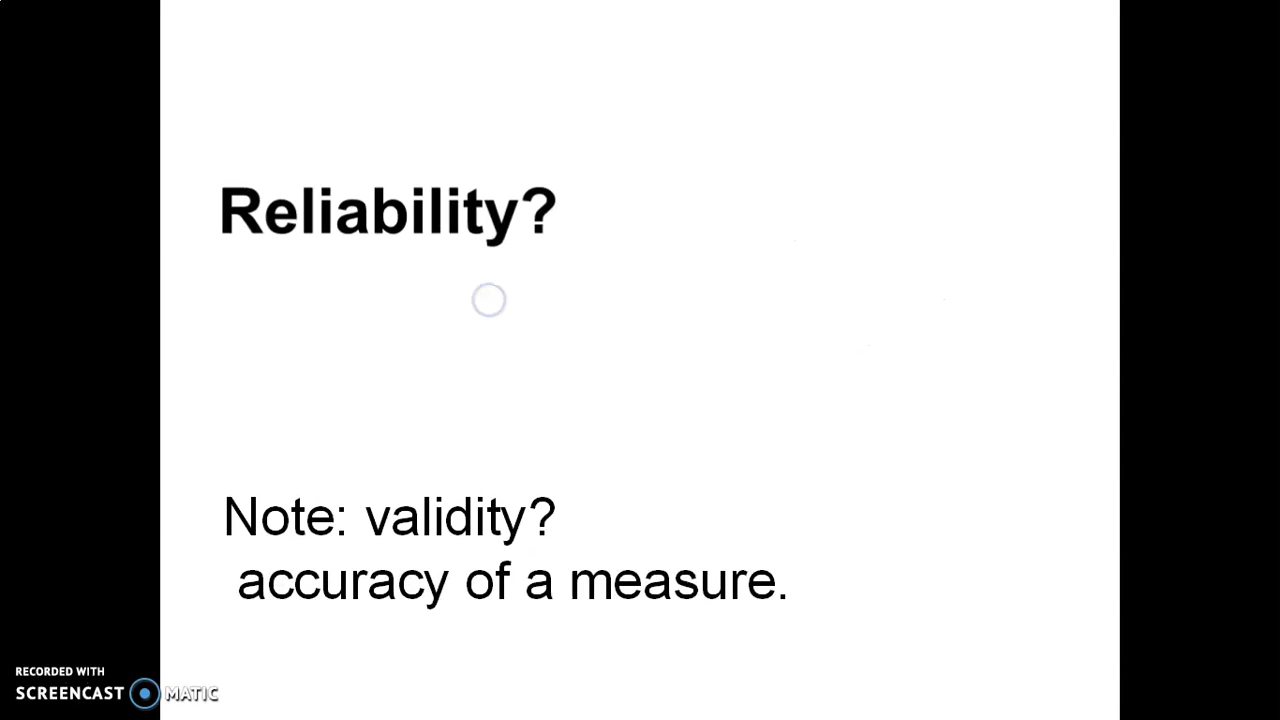 Reliability?
Note: validity?
accuracy of a measure.
RECORDED WITH
SCREENCAST MATIC